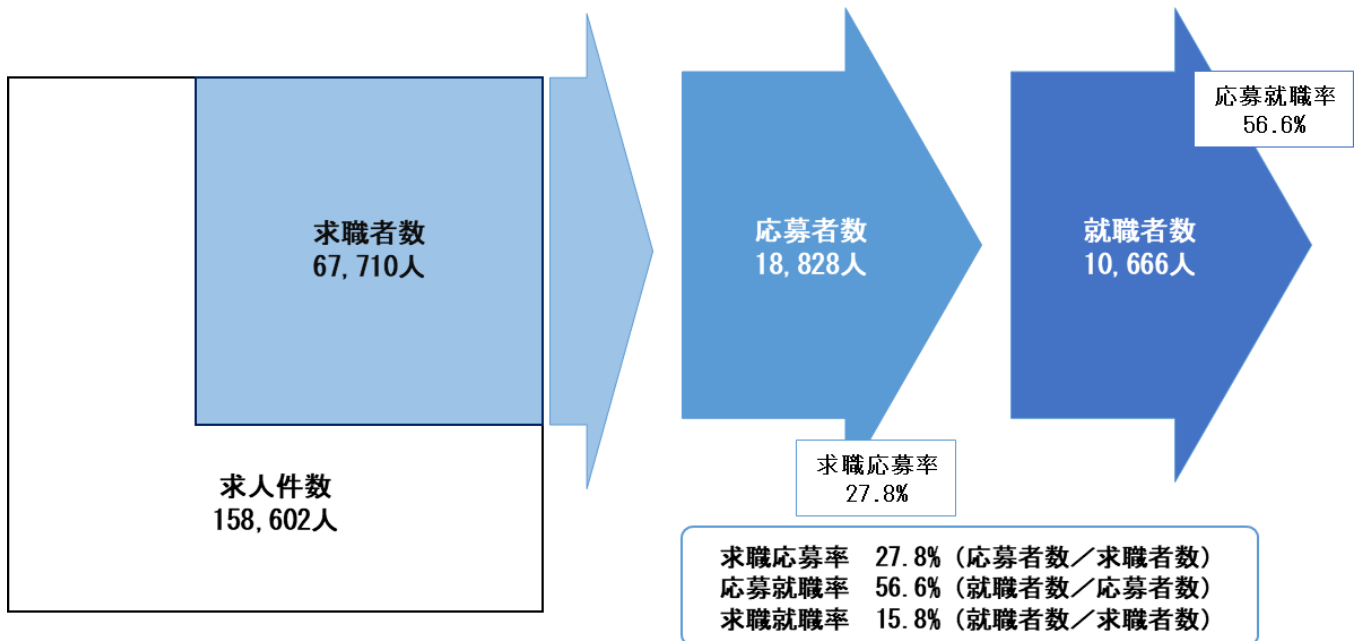 求職者数
67,710人
求人件数
158,602人
応募者数
18,828人
求職応募率
27.8%
就職者数
10,666人
応募就職率
56.6%
求職応募率 27.8% (応募者数／求職者数)
応募就職率 56.6% (就職者数／応募者数)
求職就職率 15.8% (就職者数／求職者数)